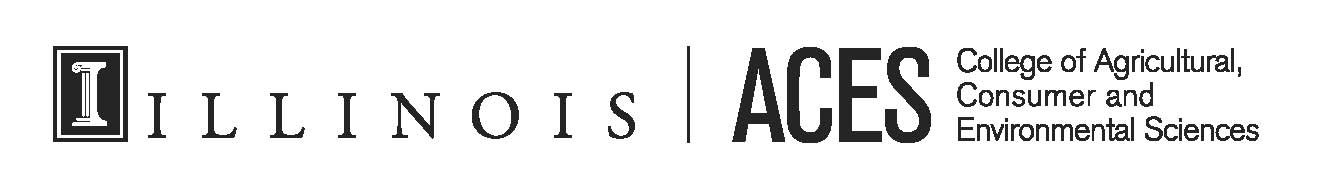 ILLINOIS
ACES
College of Agricultural,
Consumer and
Environmental Sciences